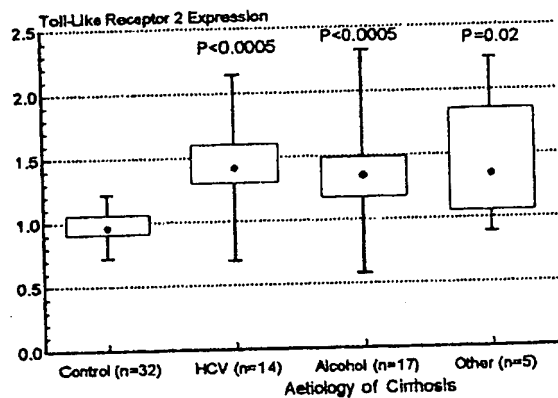 Toll-Like Receptor 2 Expression
P<0.0005 P<0.0005 P=0.02
2.5
2.0
1.5
1.0
0.5
0.0
Control (n=32) HCV (n=14) Alcohol (n=17) Other (n=5)
Aetiology of Cirrhosis